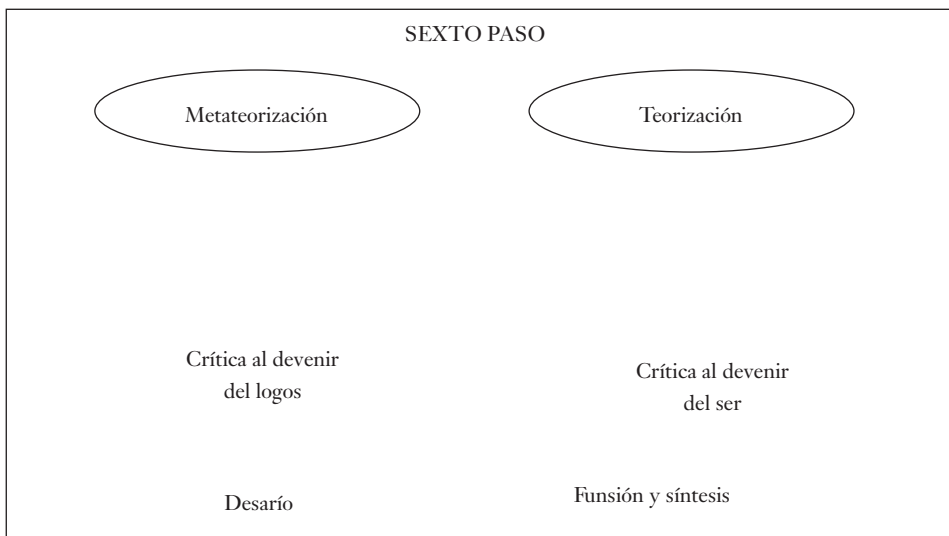 SEXTO PASO
Metateorización
Teorización
Crítica al devenir
del logos
Crítica al devenir
del ser
Desarío
Funsión y síntesis